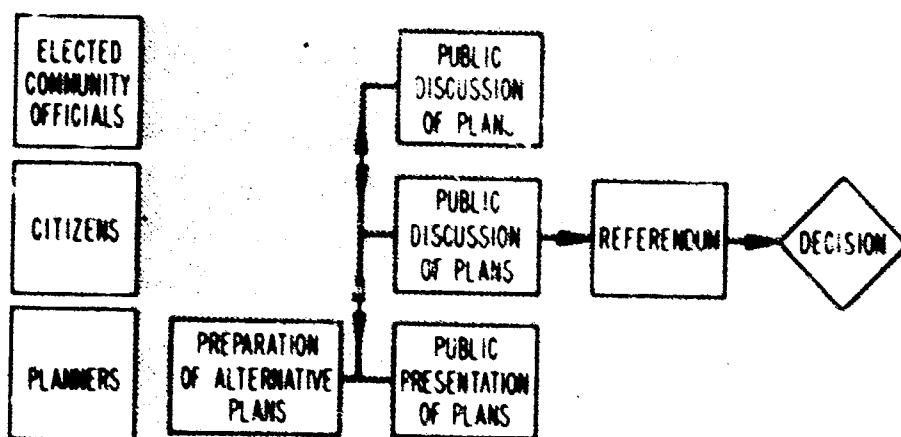 ELECTED
COMMUNITY
OFFICIALS
PUBLIC
DISCUSSION
OF PLANS
CITIZENS
PUBLIC
DISCUSSION
OF PLANS
REFERENDUM
DECISION
PLANNERS
PREPARATION
OF ALTERNATIVE
PLANS
PUBLIC
PRESENTATION
OF PLANS